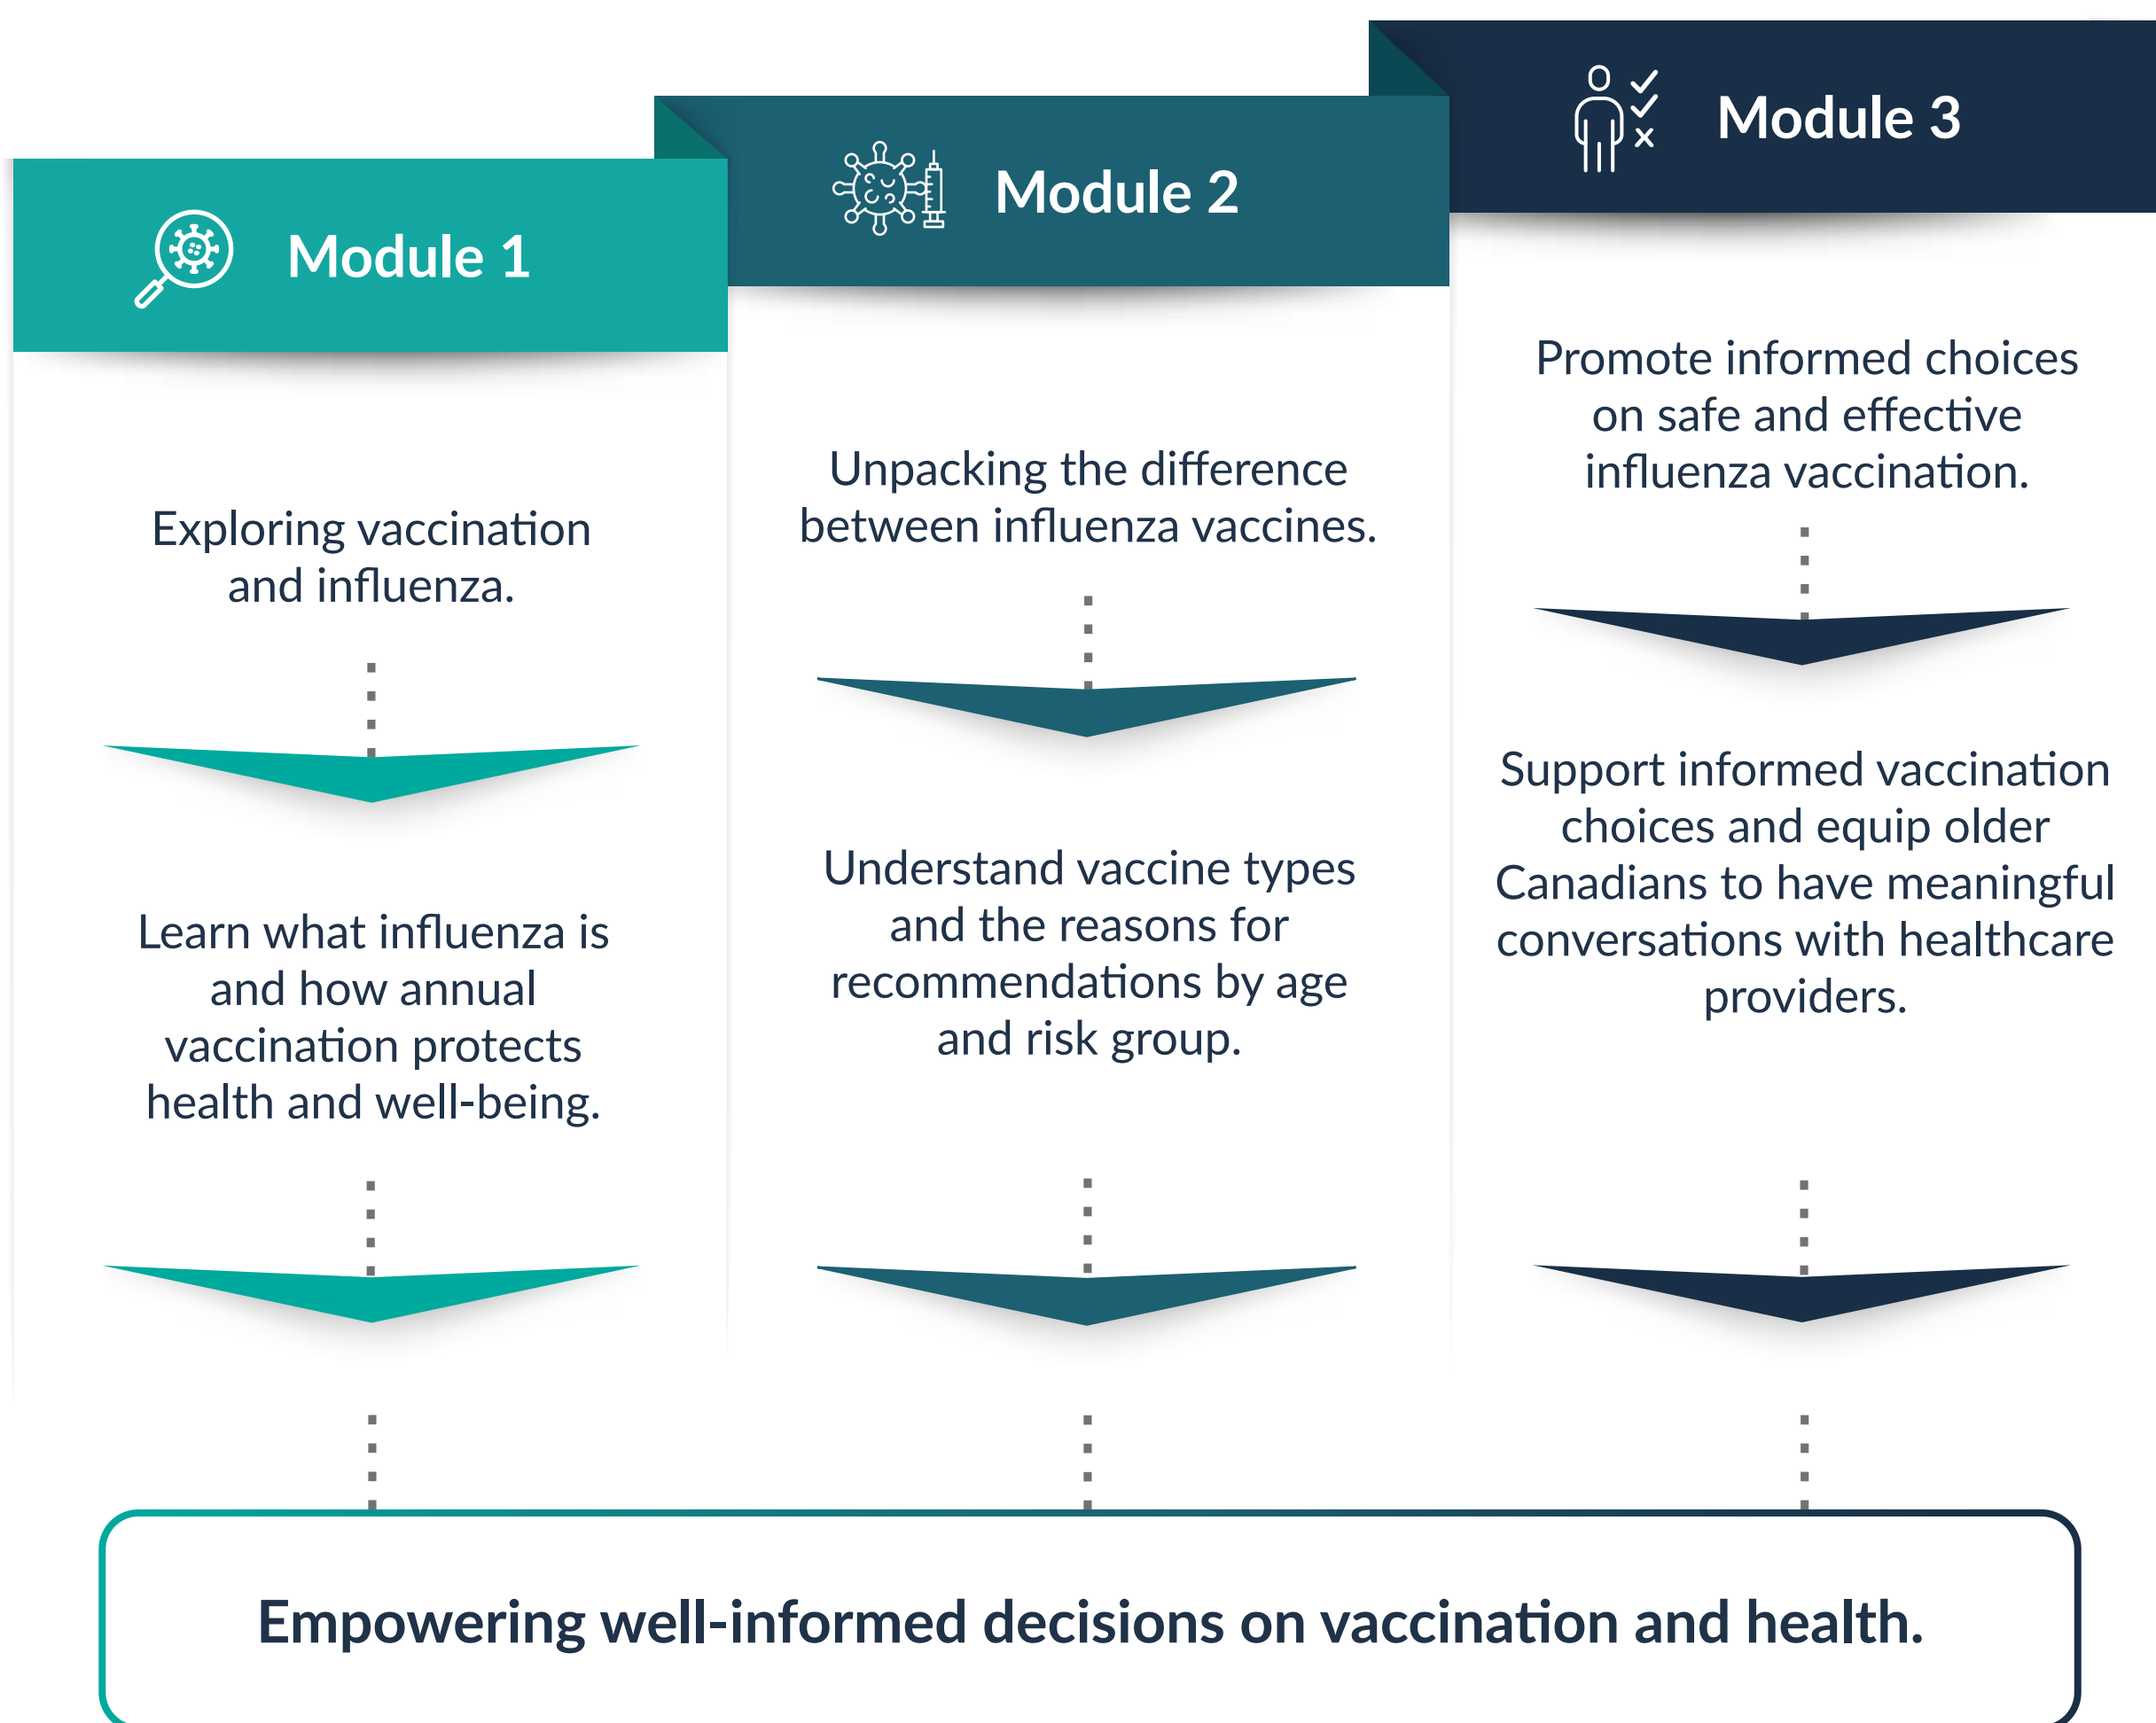 Module 1
Exploring vaccination
and influenza.
Learn what influenza is
and how annual
vaccination protects
health and well-being.
Module 2
Unpacking the difference
between influenza vaccines.
Understand vaccine types
and the reasons for
recommendations by age
and risk group.
Module 3
Promote informed choices
on safe and effective
influenza vaccination.
Support informed vaccination
choices and equip older
Canadians to have meaningful
conversations with healthcare
providers.
Empowering well-informed decisions on vaccination and health.